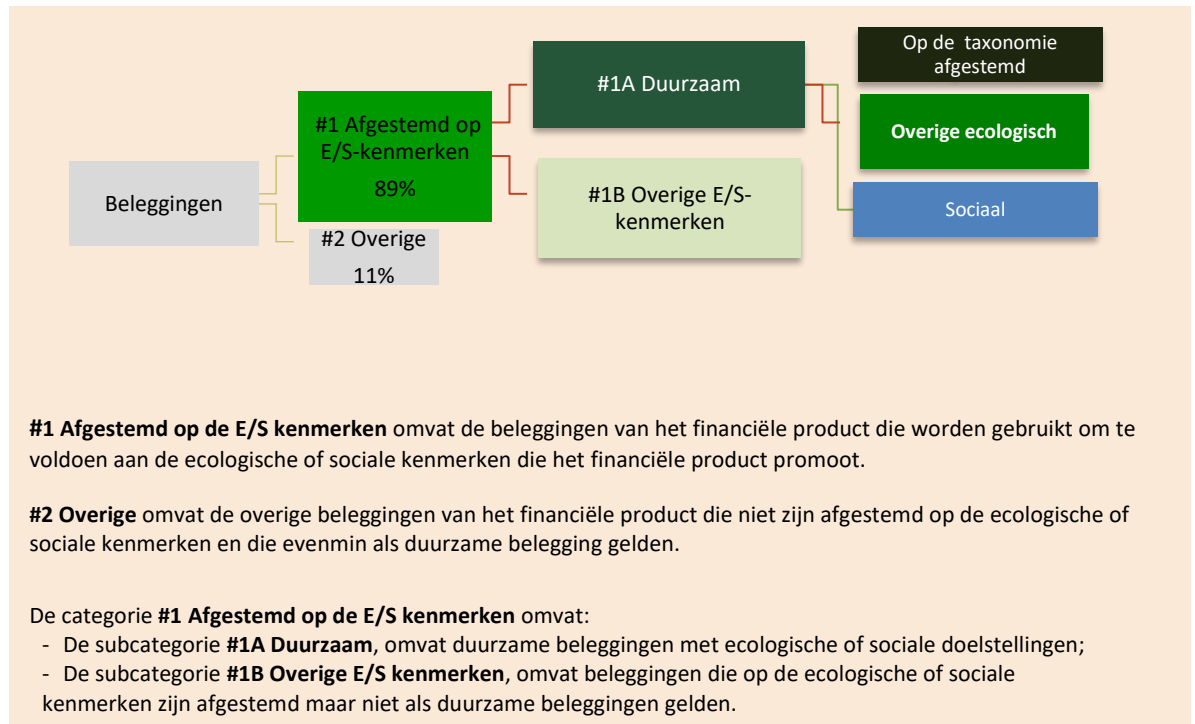 Op de taxonomie
afgestemd
#1A Duurzaam
#1 Afgestemd op
E/S-kenmerken
89%
Overige ecologisch
Beleggingen
#1B Overige E/S-
kenmerken
Sociaal
#2 Overige
11%
#1 Afgestemd op de E/S kenmerken omvat de beleggingen van het financiële product die worden gebruikt om te
voldoen aan de ecologische of sociale kenmerken die het financiële product promoot.
#2 Overige omvat de overige beleggingen van het financiële product die niet zijn afgestemd op de ecologische of
sociale kenmerken en die evenmin als duurzame belegging gelden.
De categorie #1 Afgestemd op de E/S kenmerken omvat:
- De subcategorie #1A Duurzaam, omvat duurzame beleggingen met ecologische of sociale doelstellingen;
- De subcategorie #1B Overige E/S kenmerken, omvat beleggingen die op de ecologische of sociale
kenmerken zijn afgestemd maar niet als duurzame beleggingen gelden.